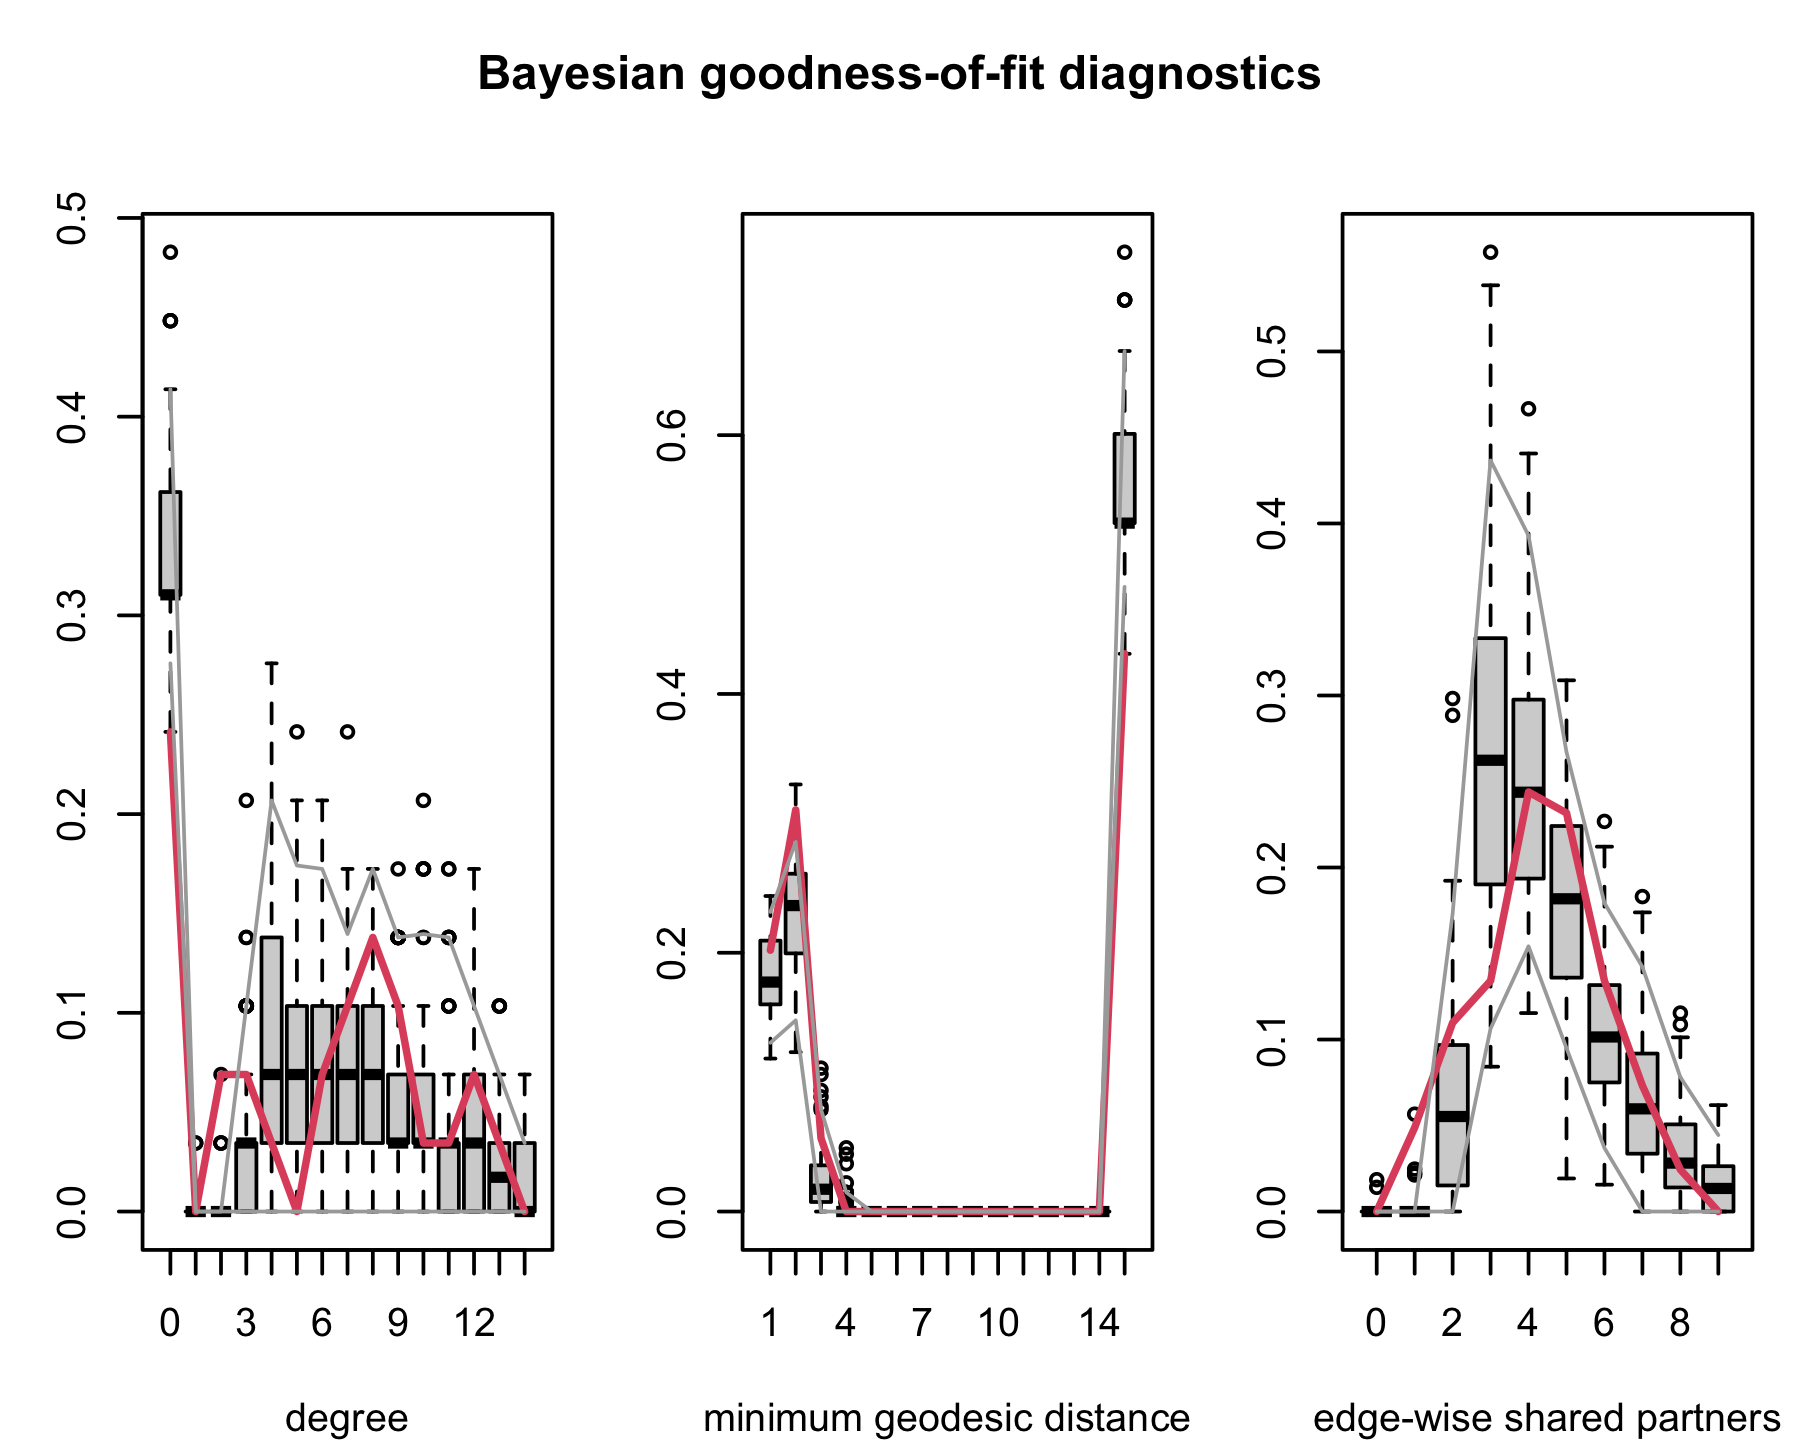 Bayesian goodness-of-fit diagnostics
0.5
0.4
0.3
0.2
0.1
0.0
0 3 6 9 12
degree
0.6
0.4
0.2
0.0
1 4 7 10 14
minimum geodesic distance
0.5
0.4
0.3
0.2
0.1
0.0
0 2 4 6 8
edge-wise shared partners